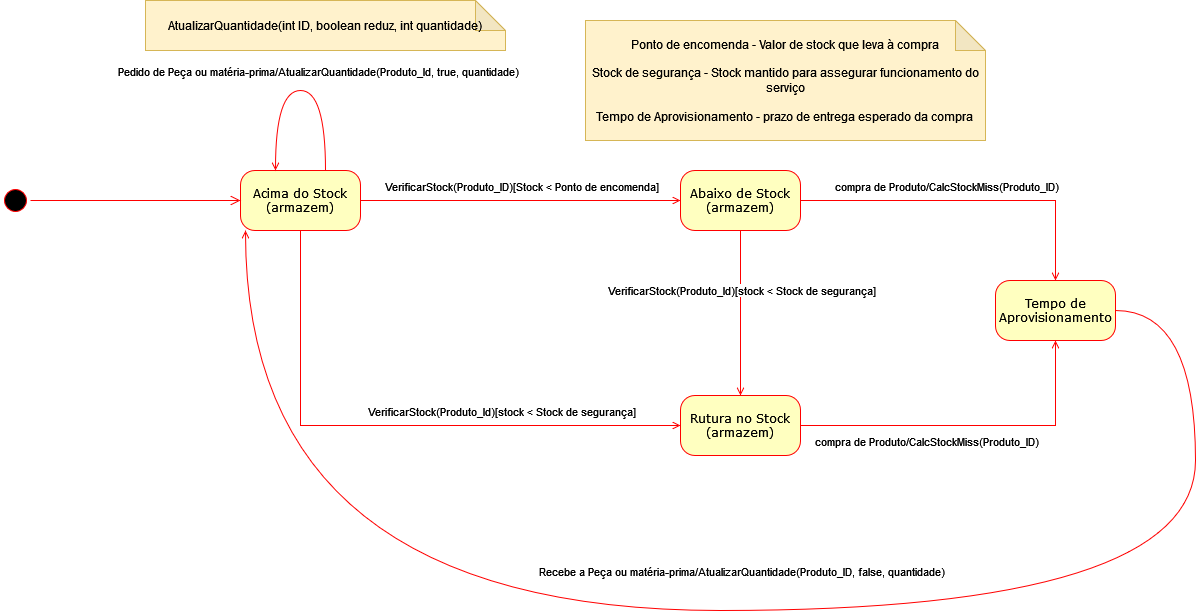 AtualizarQuantidade(int ID, boolean reduz, int quantidade)
Ponto de encomenda - Valor de stock que leva à compra
Stock de segurança - Stock mantido para assegurar funcionamento do
serviço
Tempo de Aprovisionamento - prazo de entrega esperado da compra
Pedido de Peça ou matéria-prima/AtualizarQuantidade(Produto_Id, true, quantidade)
Acima do Stock
(armazem)
VerificarStock(Produto_ID)[Stock < Ponto de encomenda]
Abaixo de Stock
(armazem)
compra de Produto/CalcStockMiss(Produto_ID)
VerificarStock(Produto_Id)[stock < Stock de segurança]
Tempo de
Aprovisionamento
VerificarStock(Produto_Id)[stock < Stock de segurança]
Rutura no Stock
(armazem)
compra de Produto/CalcStockMiss(Produto_ID)
Recebe a Peça ou matéria-prima/AtualizarQuantidade(Produto_ID, false, quantidade)